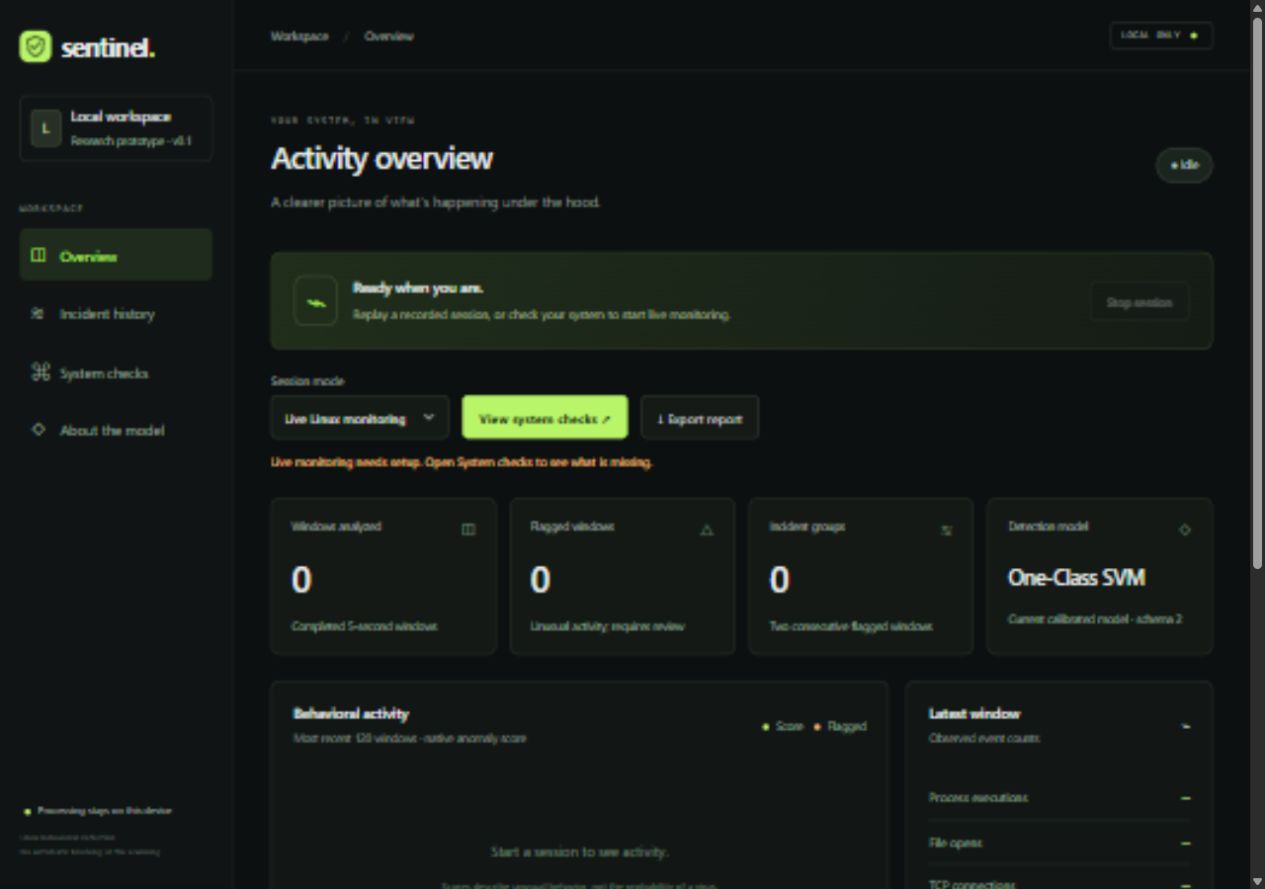 sentinel.
L
Local workspace
Research prototype · v0.1
WORKSPACE
Overview
Incident history
System checks
About the model
Processing stays on this device
Workspace / Overview
LOCAL ONLY
YOUR SYSTEM, IN VIEW
Activity overview
A clearer picture of what's happening under the hood.
Idle
Ready when you are.
Replay a recorded session, or check your system to start live monitoring.
Stop session
Session mode
Live Linux monitoring
View system checks ↗
↓ Export report
Live monitoring needs setup. Open System checks to see what is missing.
Windows analyzed
0
Completed 5-second windows
Flagged windows
0
Unusual activity; requires review
Incident groups
0
Two consecutive flagged windows
Detection model
One-Class SVM
Current calibrated model · schema 2
Behavioral activity
Most recent 120 windows · native anomaly score
Score
Flagged
Start a session to see activity.
Latest window
Observed event counts
Process executions –
File opens –
TCP connections –